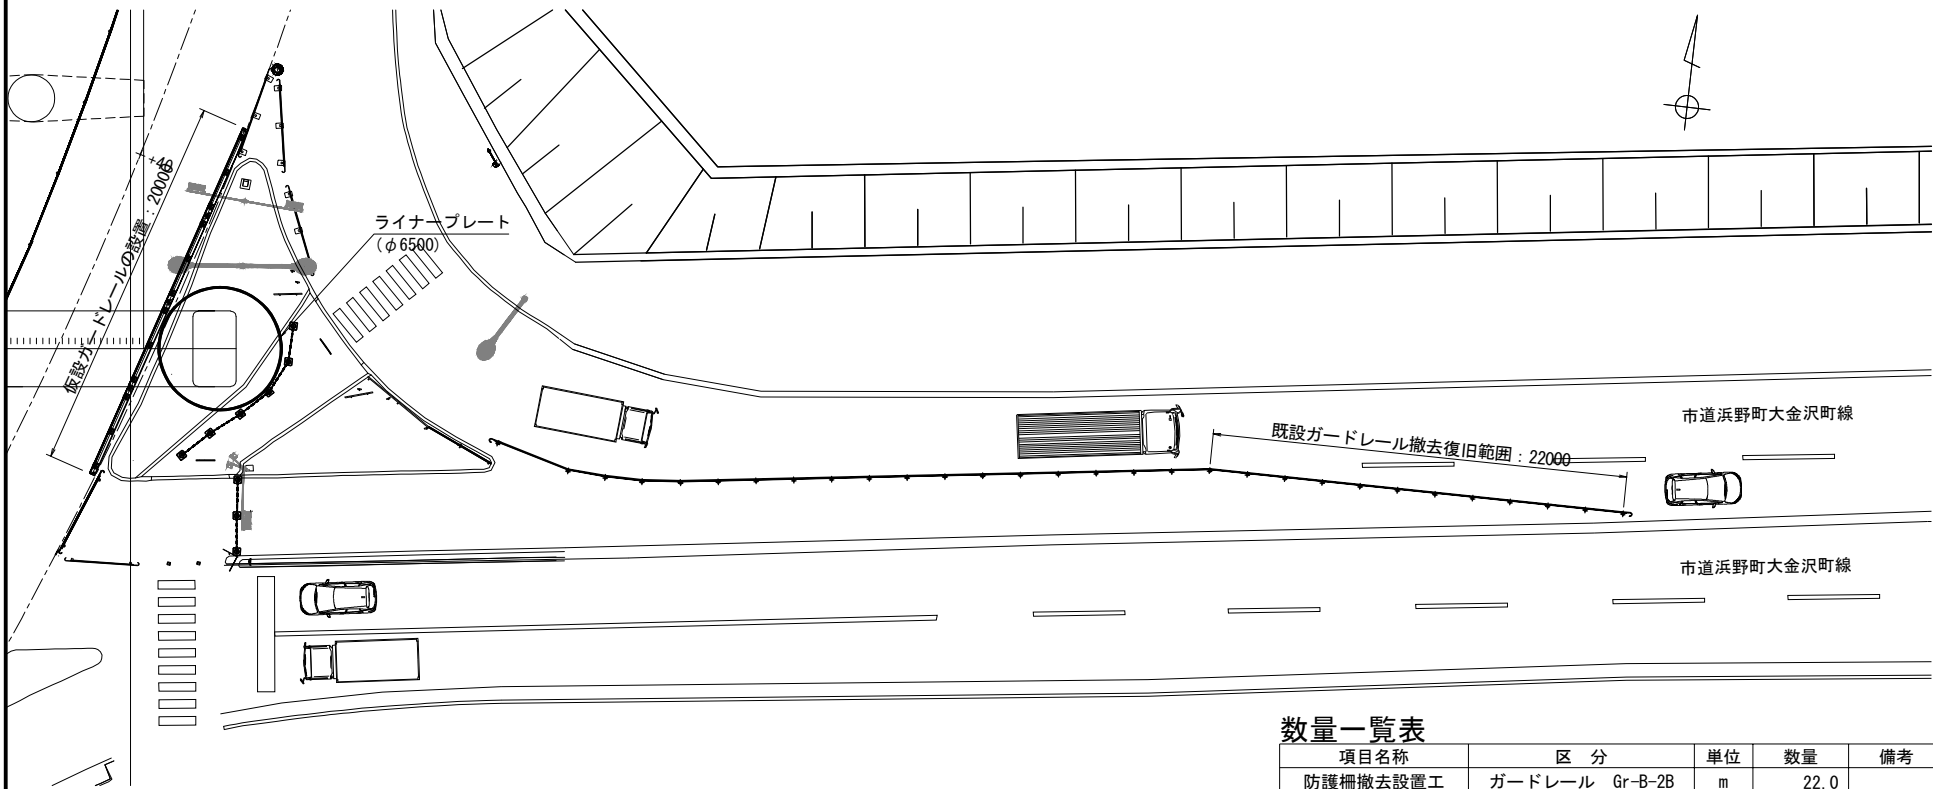 +45
仮設ガードレールの設置：20000
ライナープレート
(φ6500)
既設ガードレール撤去復旧範囲：22000
市道浜野町大金沢町線
市道浜野町大金沢町線
数量一覧表
項目名称 区 分 単位 数量 備考
防護柵撤去設置工 ガードレール Gr-B-2B m 22.0